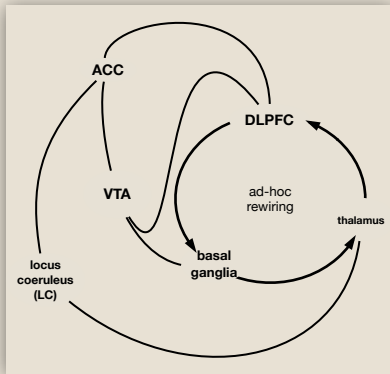 ACC
DLPFC
VTA
ad-hoc
rewiring
thalamus
basal
ganglia
locus
coeruleus
(LC)